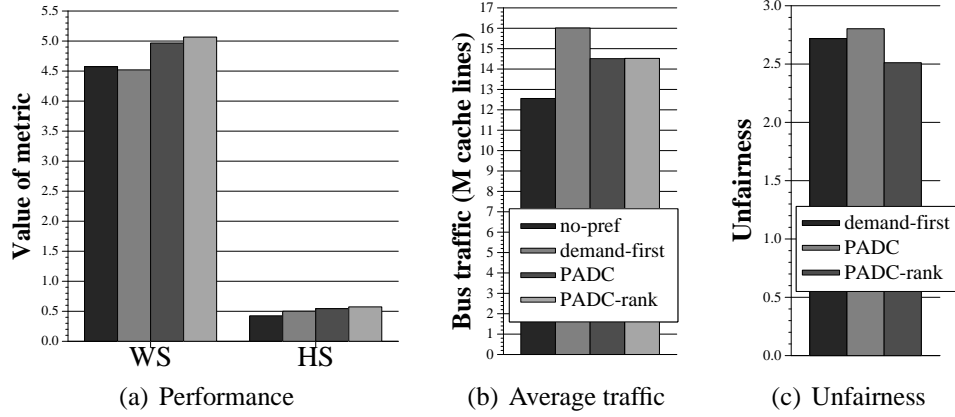 Value of metric
5.5
5.0
4.5
4.0
3.5
3.0
2.5
2.0
1.5
1.0
0.5
0.0
WS HS
(a) Performance
Bus traffic (M cache lines)
17
16
15
14
13
12
11
10
9
8
7
6
5
4
3
2
1
0
no-pref
demand-first
PADC
PADC-rank
(b) Average traffic
Unfairness
3.0
2.5
2.0
1.5
1.0
0.5
0.0
demand-first
PADC
PADC-rank
(c) Unfairness